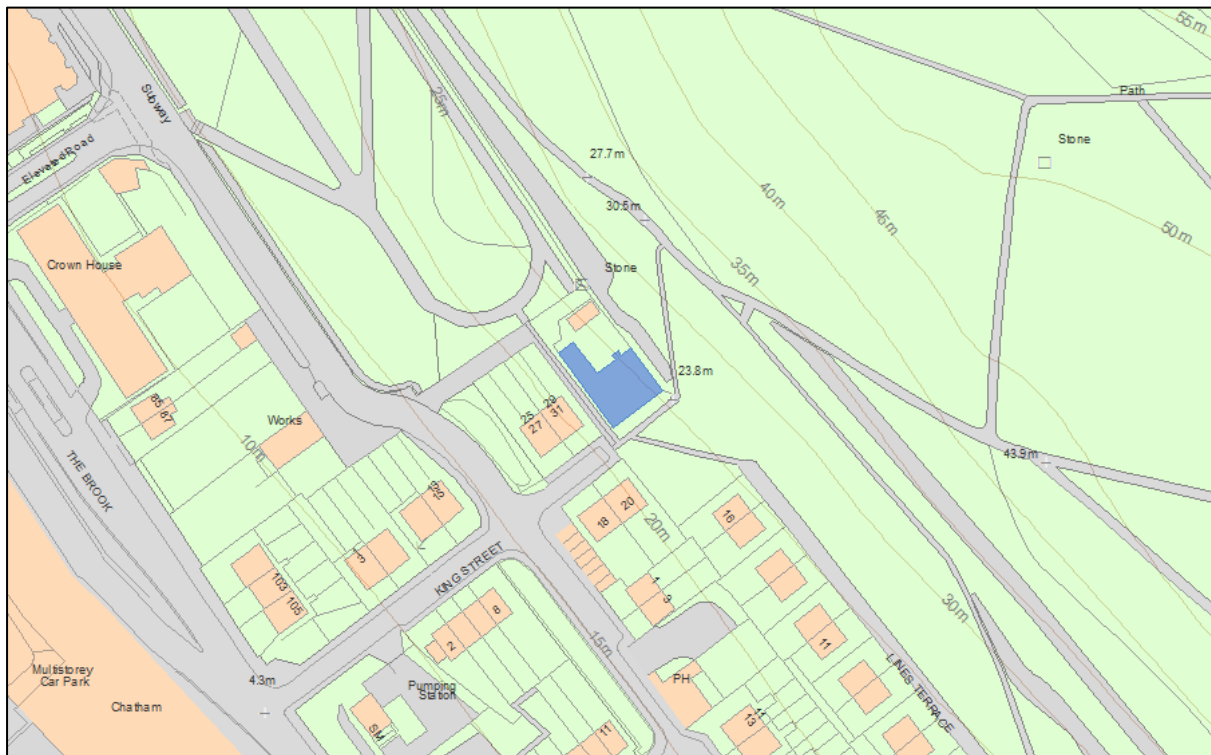 55m
Path
Subway
25m
Stone
27.7m
Elevated Road
40m
30.5m
45m
50m
Crown House
Stone
35m
23.8m
85
87
25
29
31
27
Works
10m
43.9m
THE BROOK
16
20
18
20m
KING STREET
103
105
1
3
8
2
30m
15m
11
Multistorey
Car Park
Chatham
4.3m
Pumping
Station
PH
LINES TERRACE
SM
11
13